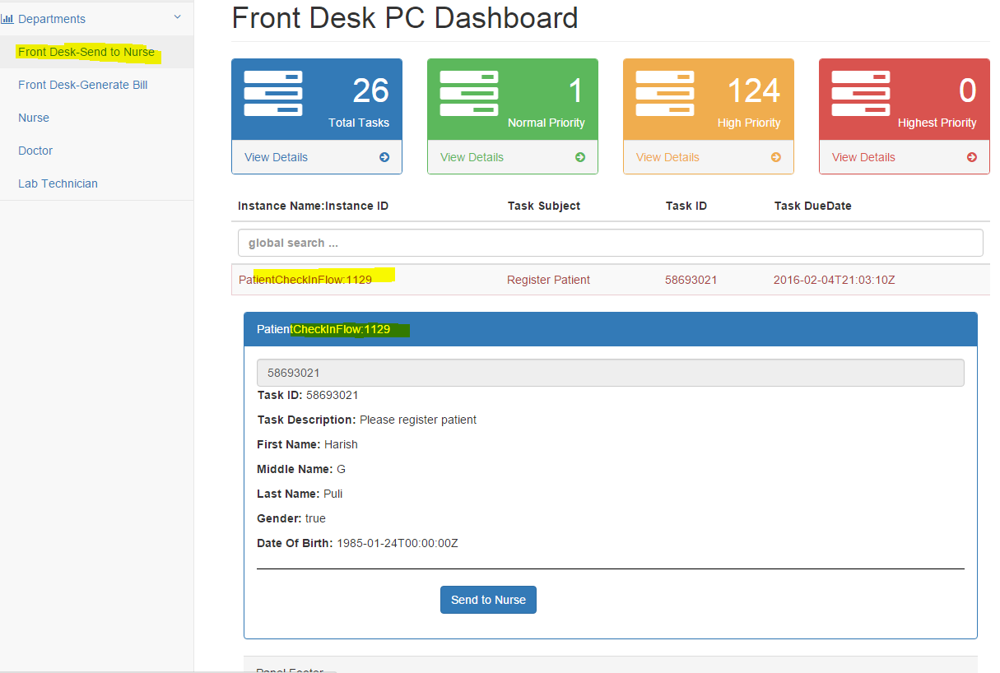 Departments
Front Desk-Send to Nurse
Front Desk-Generate Bill
Nurse
Doctor
Lab Technician
Front Desk PC Dashboard
26
Total Tasks
View Details
1
Normal Priority
View Details
124
High Priority
View Details
0
Highest Priority
View Details
Instance Name:Instance ID Task Subject Task ID Task DueDate
global search ...
PatientCheckInFlow:1129 Register Patient 58693021 2016-02-04T21:03:10Z
PatientCheckInFlow:1129
58693021
Task ID: 58693021
Task Description: Please register patient
First Name: Harish
Middle Name: G
Last Name: Puli
Gender: true
Date Of Birth: 1985-01-24T00:00:00Z
Send to Nurse
Panel Footer